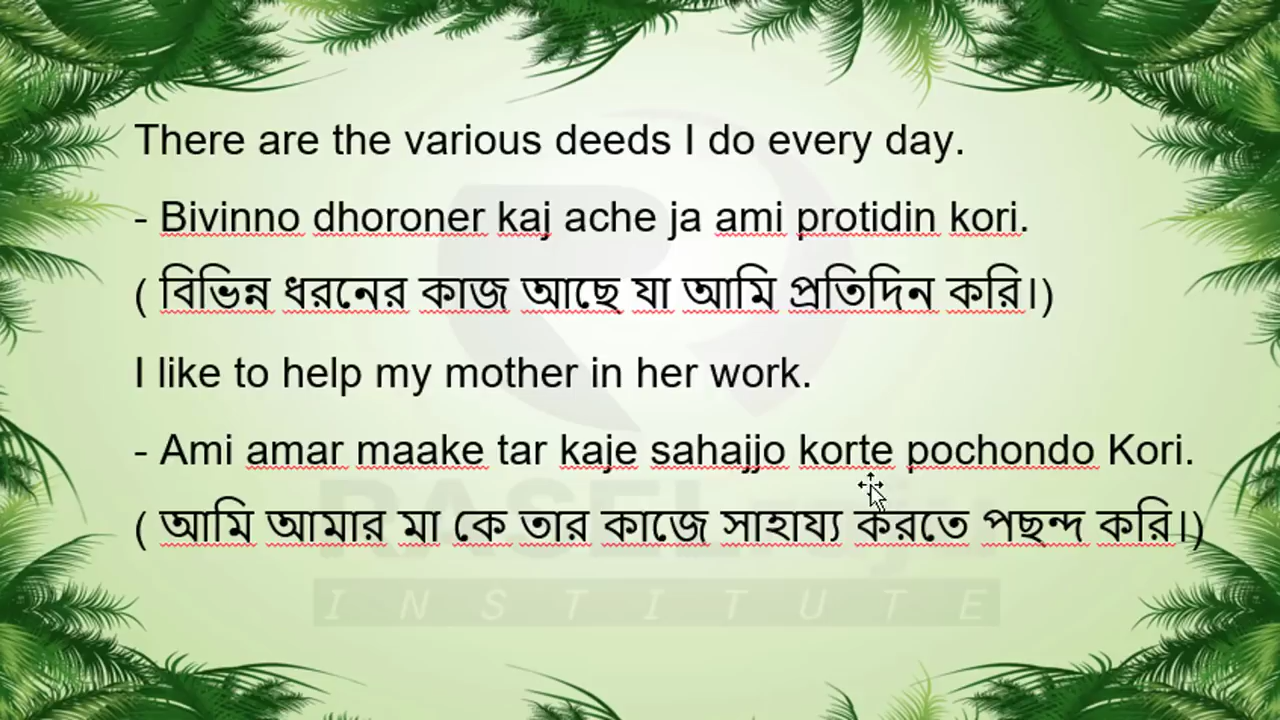 There are the various deeds I do every day.
- Bivinno dhoroner kaj ache ja ami protidin kori.
( বিভিন্ন ধরনের কাজ আছে যা আমি প্রতিদিন করি।)
I like to help my mother in her work.
- Ami amar maake tar kaje sahajjo korte pochondo Kori.
( আমি আমার মা কে তার কাজে সাহায্য করতে পছন্দ করি।)
RASEL
INSTITUTE